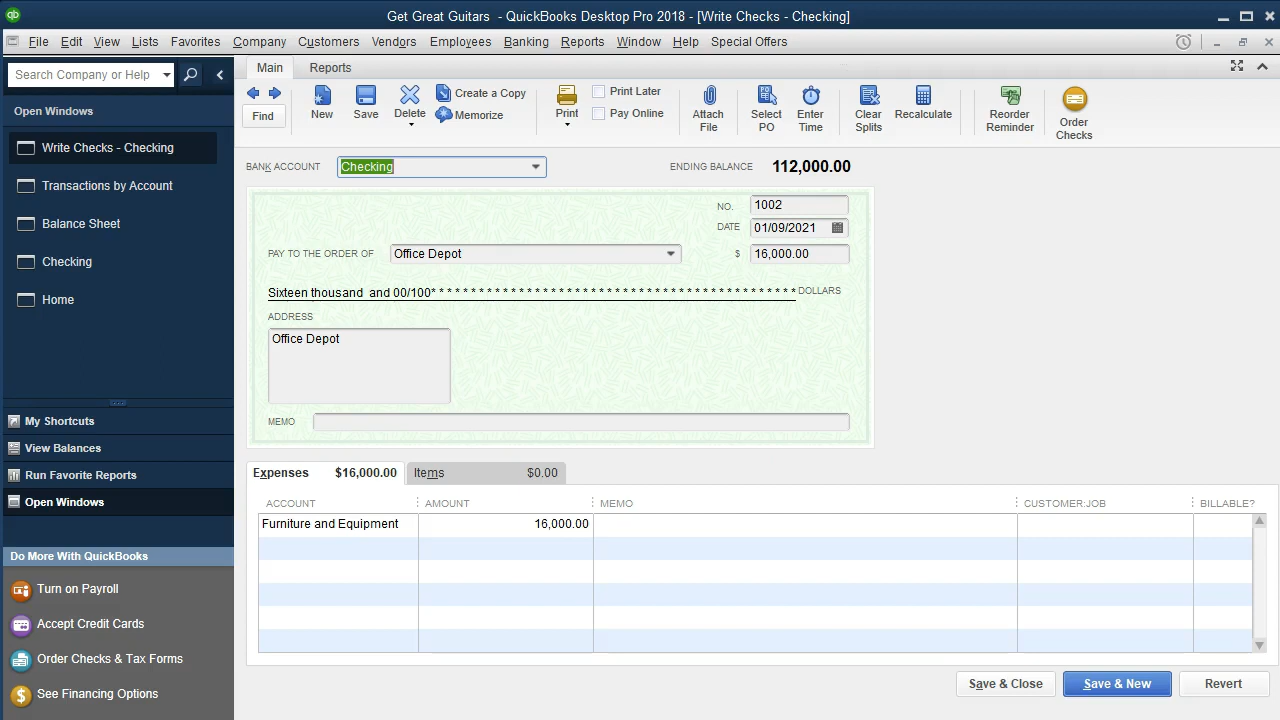 Get Great Guitars - QuickBooks Desktop Pro 2018 - [Write Checks - Checking]
File Edit View Lists Favorites Company Customers Vendors Employees Banking Reports Window Help Special Offers
Search Company or Help
Open Windows
Write Checks - Checking
Transactions by Account
Balance Sheet
Checking
Home
My Shortcuts
View Balances
Run Favorite Reports
Open Windows
Do More With QuickBooks
Turn on Payroll
Accept Credit Cards
Order Checks & Tax Forms
See Financing Options
Main Reports
Find
New
Save
Delete
Create a Copy
Memorize
Print
Print Later
Pay Online
Attach File
Select PO
Enter Time
Clear Splits
Recalculate
Reorder Reminder
Order Checks
BANK ACCOUNT Checking ENDING BALANCE 112,000.00
NO. 1002
DATE 01/09/2021
PAY TO THE ORDER OF Office Depot $ 16,000.00
Sixteen thousand and 00/100* * * * * * * * * * * * * * * * * * * * * * * * * * * * * * * * * * * * * * * * * * * * * * DOLLARS
ADDRESS
Office Depot
MEMO
Expenses $16,000.00 Items $0.00
ACCOUNT AMOUNT MEMO CUSTOMER:JOB BILLABLE?
Furniture and Equipment 16,000.00
Save & Close Save & New Revert